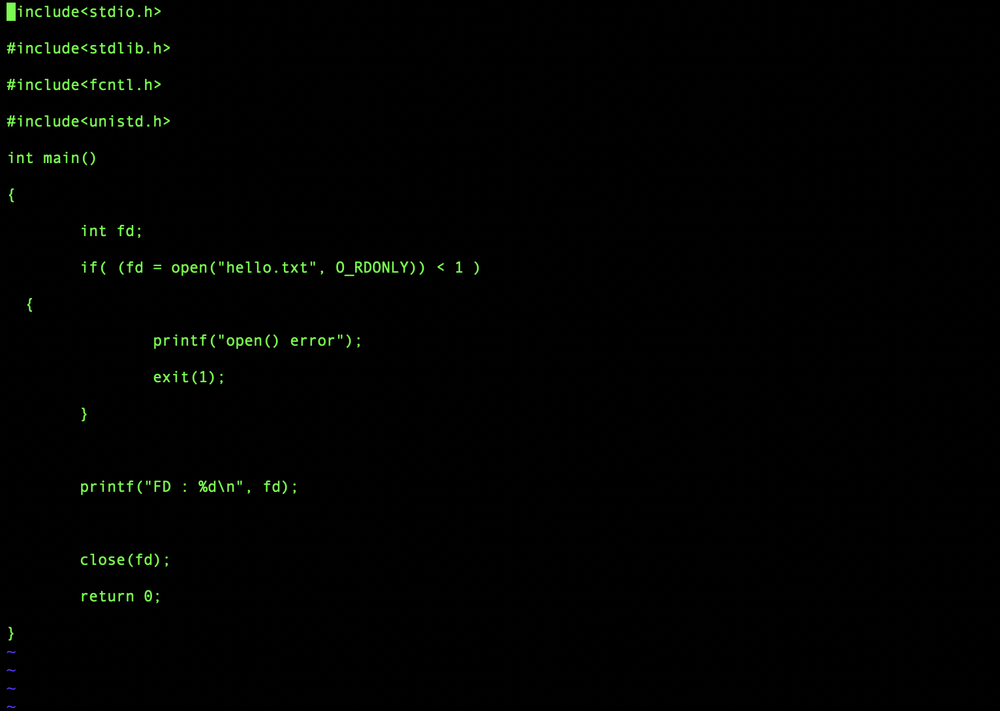 include<stdio.h>
#include<stdlib.h>
#include<fcntl.h>
#include<unistd.h>
int main()
{
int fd;
if( (fd = open("hello.txt", O_RDONLY)) < 1 )
{
printf("open() error");
exit(1);
}
printf("FD : %d\n", fd);
close(fd);
return 0;
}
~
~
~
~